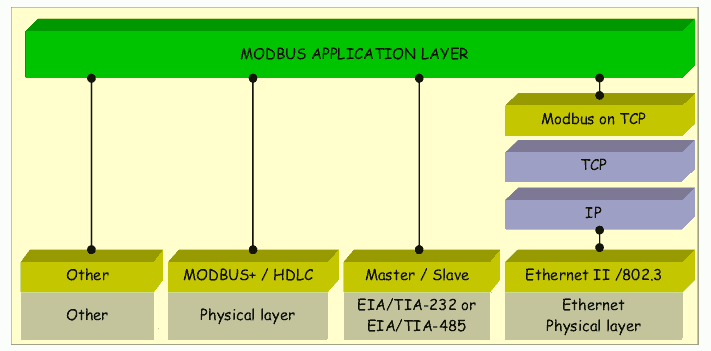 MODBUS APPLICATION LAYER
Modbus on TCP
TCP
IP
Other
MODBUS+ / HDLC
Master / Slave
Ethernet II /802.3
Other
Physical layer
EIA/TIA-232 or
EIA/TIA-485
Ethernet
Physical layer